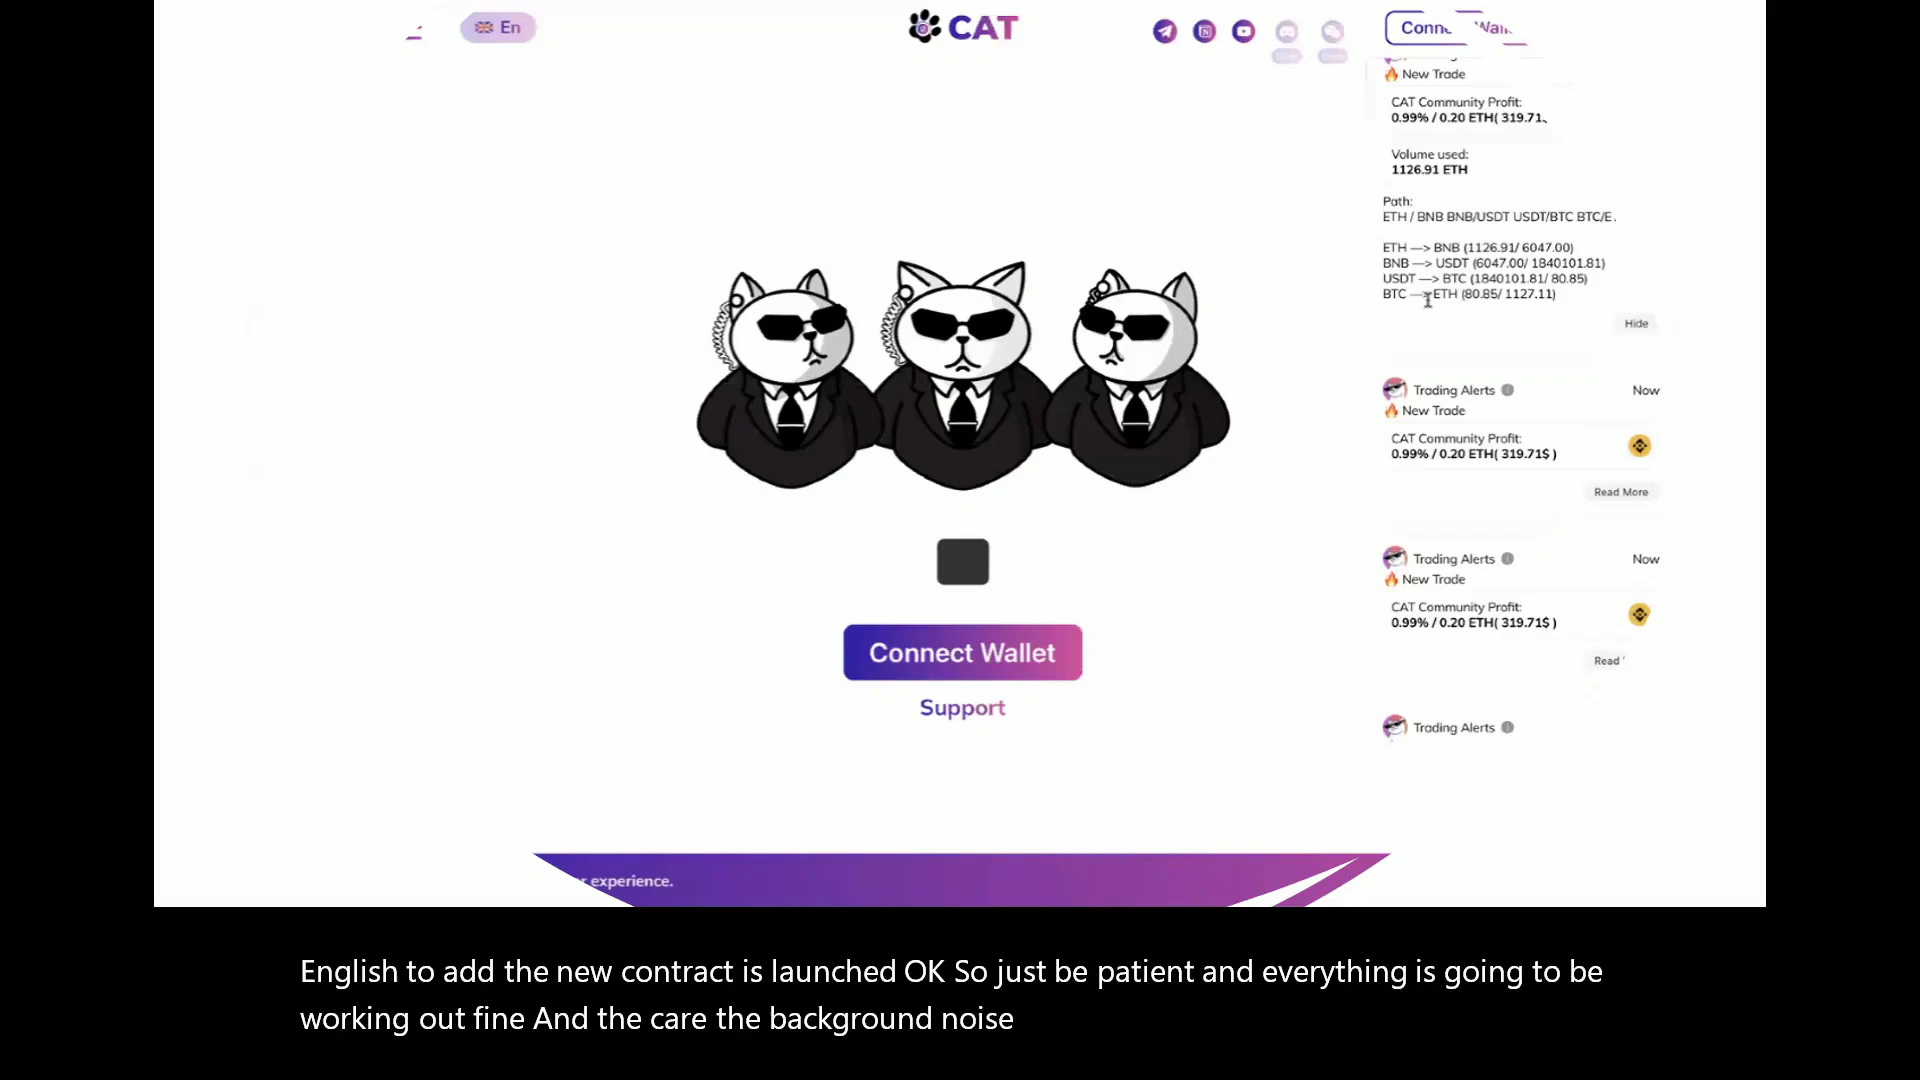 En
CAT
New Trade
CAT Community Profit:
0.99% / 0.20 ETH( 319.71
Volume used:
1126.91 ETH
Path:
ETH / BNB BNB/USDT USDT/BTC BTC/E
ETH —> BNB (1126.91/ 6047.00)
BNB —> USDT (6047.00/ 1840101.81)
USDT —> BTC (1840101.81/ 80.85)
BTC —> ETH (80.85/ 1127.11)
Hide
Trading Alerts Now
New Trade
CAT Community Profit:
0.99% / 0.20 ETH( 319.71$ )
Read More
Trading Alerts Now
New Trade
CAT Community Profit:
0.99% / 0.20 ETH( 319.71$ )
Read
Trading Alerts
Connect Wallet
Support
experience.
English to add the new contract is launched OK So just be patient and everything is going to be
working out fine And the care the background noise